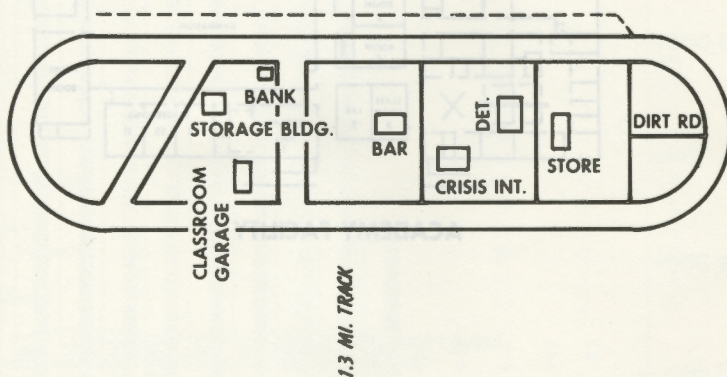 BANK
STORAGE BLDG.
CLASSROOM
GARAGE
BAR
CRISIS INT.
DET.
STORE
DIRT RD
1.3 MI. TRACK
ACADEMY FACILITY